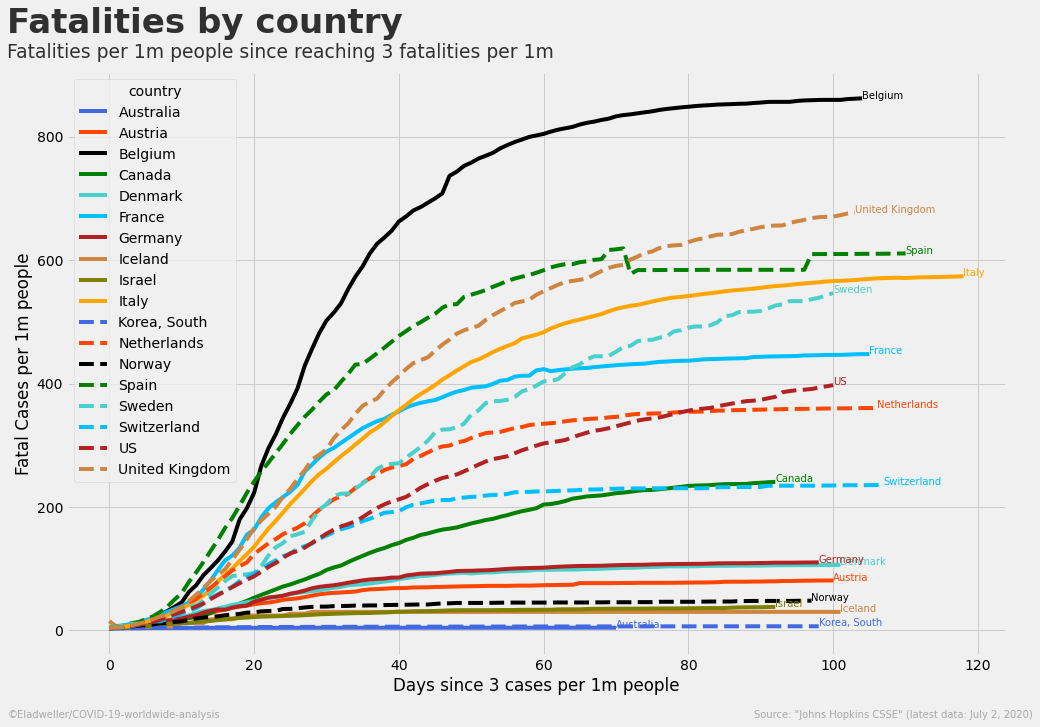 Fatalities by country
Fatalities per 1m people since reaching 3 fatalities per 1m
country
Australia
Austria
Belgium
Canada
Denmark
France
Germany
Iceland
Israel
Italy
Korea, South
Netherlands
Norway
Spain
Sweden
Switzerland
US
United Kingdom
Fatal Cases per 1m people
800
600
400
200
0
Belgium
United Kingdom
Spain
Italy
Sweden
France
US
Netherlands
Canada
Switzerland
Germany
Denmark
Austria
Norway
Israel
Iceland
Australia
Korea, South
0 20 40 60 80 100 120
Days since 3 cases per 1m people
©Eladweller/COVID-19-worldwide-analysis
Source: "Johns Hopkins CSSE" (latest data: July 2, 2020)